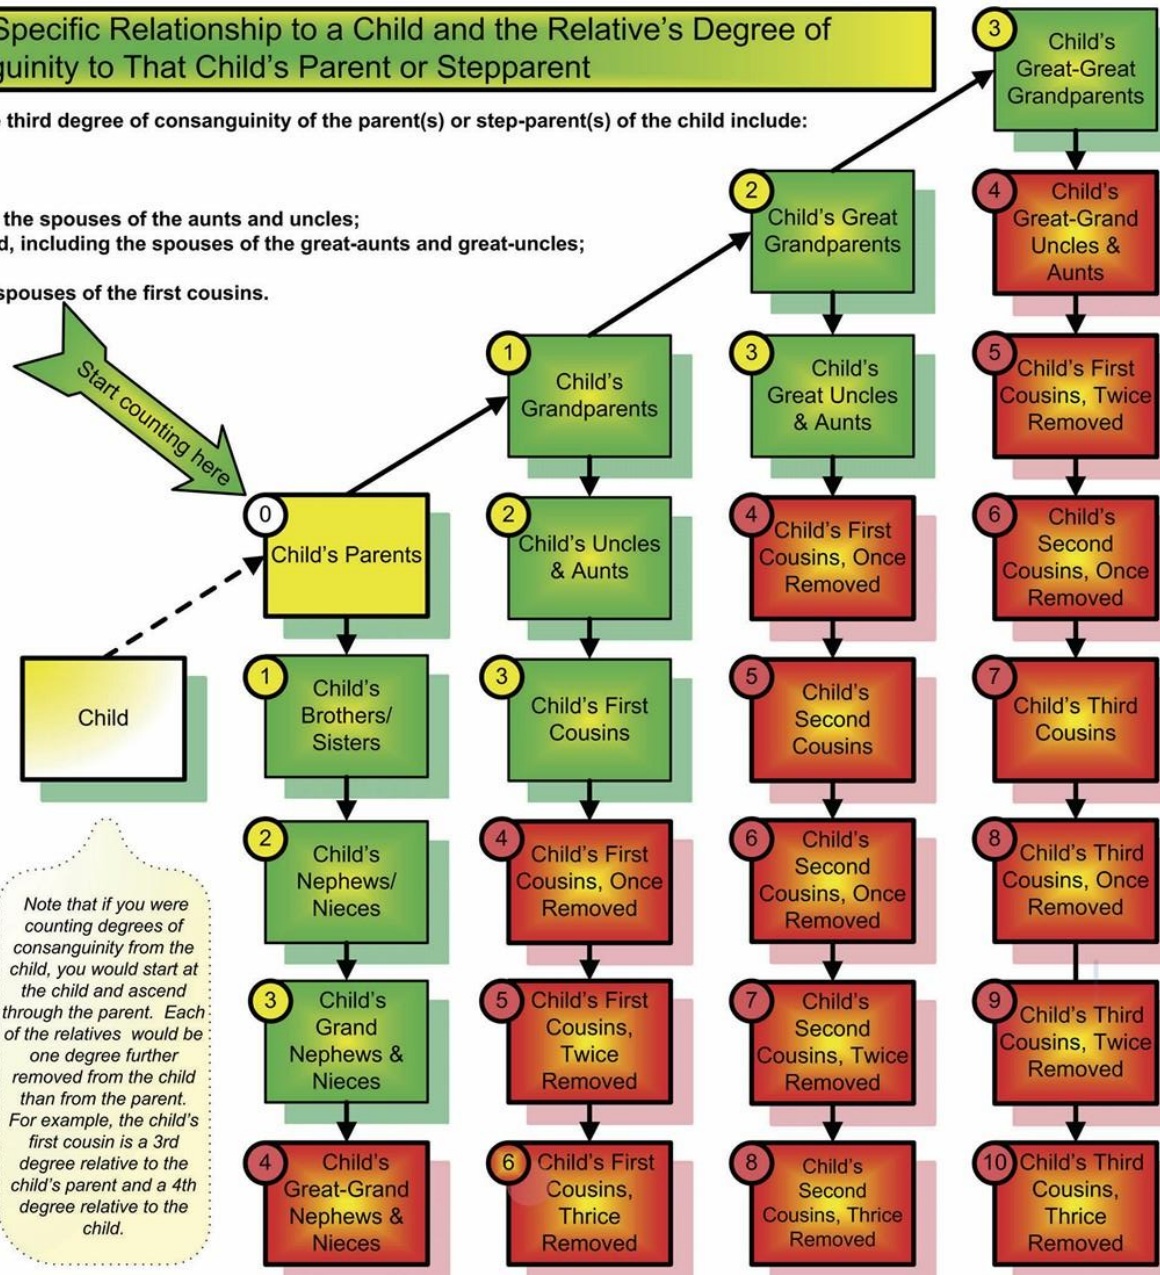 Specific Relationship to a Child and the Relative's Degree of
guinity to That Child's Parent or Stepparent
third degree of consanguinity of the parent(s) or step-parent(s) of the child include:
the spouses of the aunts and uncles;
d, including the spouses of the great-aunts and great-uncles;
spouses of the first cousins.
Start counting here
3
Child's
Great-Great
Grandparents
2
Child's Great
Grandparents
4
Child's
Great-Grand
Uncles &
Aunts
1
Child's
Grandparents
3
Child's
Great Uncles
& Aunts
5
Child's First
Cousins, Twice
Removed
0
Child's Parents
2
Child's Uncles
& Aunts
4
Child's First
Cousins, Once
Removed
6
Child's
Second
Cousins, Once
Removed
Child
1
Child's
Brothers/
Sisters
3
Child's First
Cousins
5
Child's
Second
Cousins
7
Child's Third
Cousins
2
Child's
Nephews/
Nieces
4
Child's First
Cousins, Once
Removed
6
Child's
Second
Cousins, Once
Removed
8
Child's Third
Cousins, Once
Removed
3
Child's
Grand
Nephews &
Nieces
5
Child's First
Cousins,
Twice
Removed
7
Child's
Second
Cousins, Twice
Removed
9
Child's Third
Cousins, Twice
Removed
4
Child's
Great-Grand
Nephews &
Nieces
6
Child's First
Cousins,
Thrice
Removed
8
Child's
Second
Cousins, Thrice
Removed
10
Child's Third
Cousins,
Thrice
Removed
Note that if you were
counting degrees of
consanguinity from the
child, you would start at
the child and ascend
through the parent. Each
of the relatives would be
one degree further
removed from the child
than from the parent.
For example, the child's
first cousin is a 3rd
degree relative to the
child's parent and a 4th
degree relative to the
child.